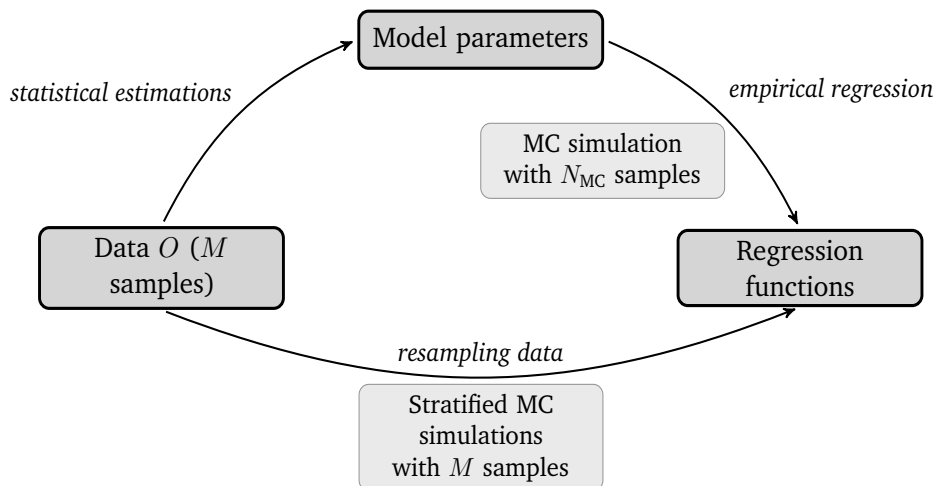 Model parameters
statistical estimations
empirical regression
MC simulation
with N_MC samples
Data O (M
samples)
Regression
functions
resampling data
Stratified MC
simulations
with M samples